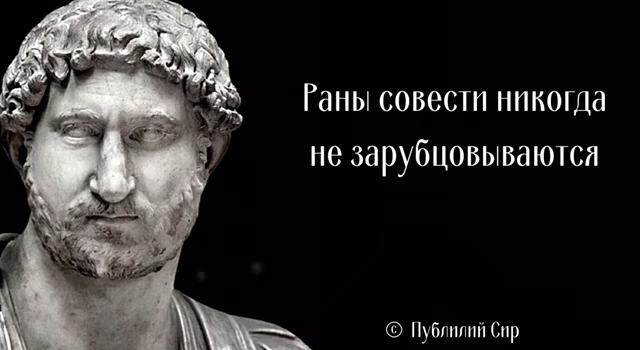 Раны совести никогда
не зарубцовываются
© Публилий Сир